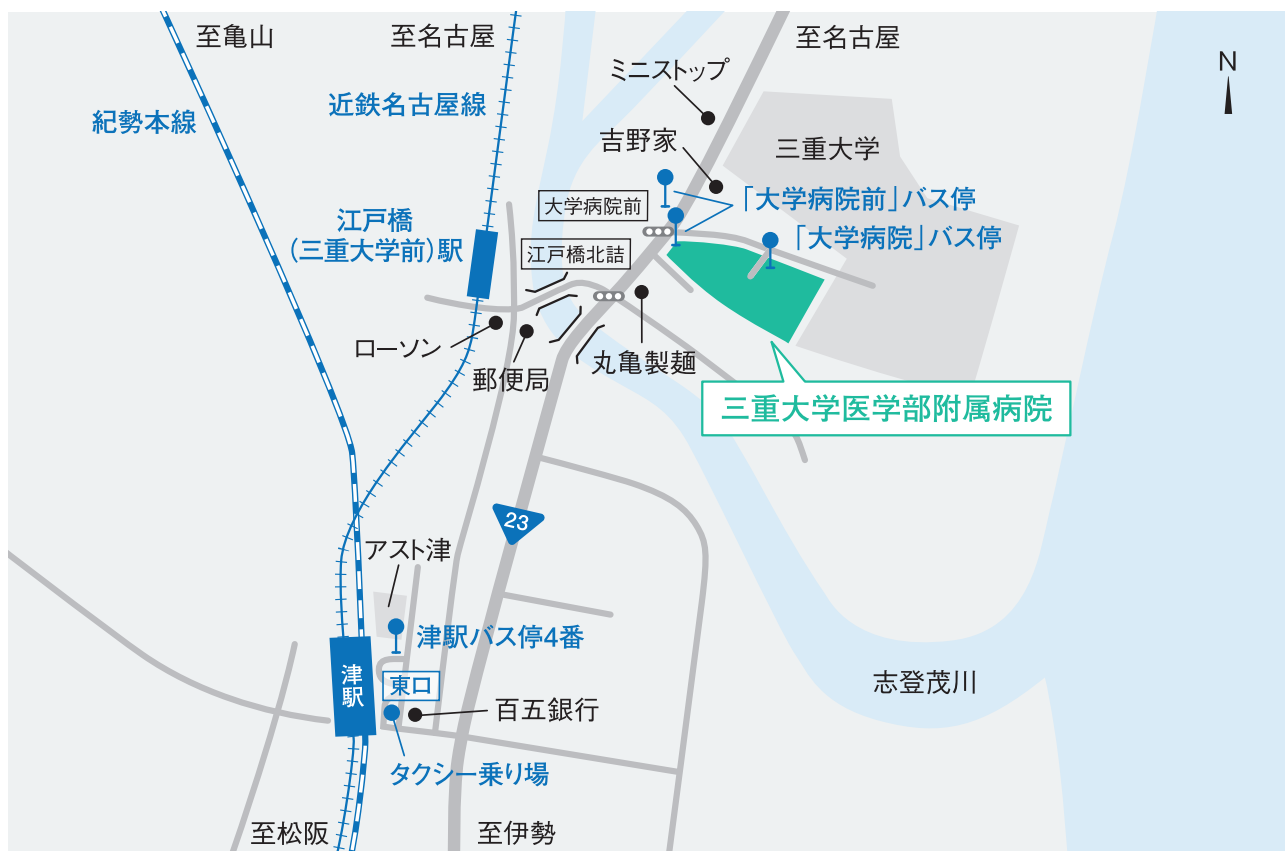 至亀山
至名古屋
至名古屋
N
ミニストップ
近鉄名古屋線
紀勢本線
吉野家
三重大学
「大学病院前」バス停
大学病院前
江戸橋
(三重大学前)駅
「大学病院」バス停
江戸橋北詰
ローソン
郵便局
丸亀製麺
三重大学医学部附属病院
23
アスト津
津駅バス停4番
津駅
東口
志登茂川
百五銀行
タクシー乗り場
至松阪
至伊勢